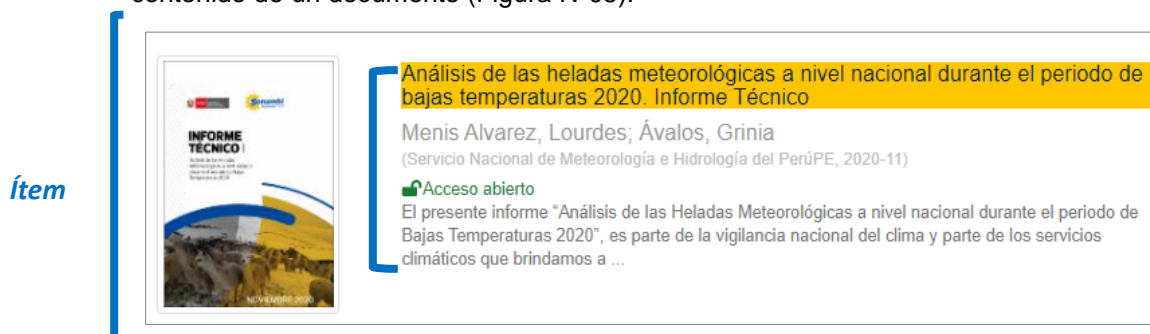 contenido de un documento (Figura N°03).
Ítem
Senamhi
INFORME
TÉCNICO
NOVIEMBRE 2020
Análisis de las heladas meteorológicas a nivel nacional durante el periodo de
bajas temperaturas 2020. Informe Técnico
Menis Alvarez, Lourdes; Ávalos, Grinia
(Servicio Nacional de Meteorología e Hidrología del PerúPE, 2020-11)
Acceso abierto
El presente informe “Análisis de las Heladas Meteorológicas a nivel nacional durante el periodo de
Bajas Temperaturas 2020”, es parte de la vigilancia nacional del clima y parte de los servicios
climáticos que brindamos a ...